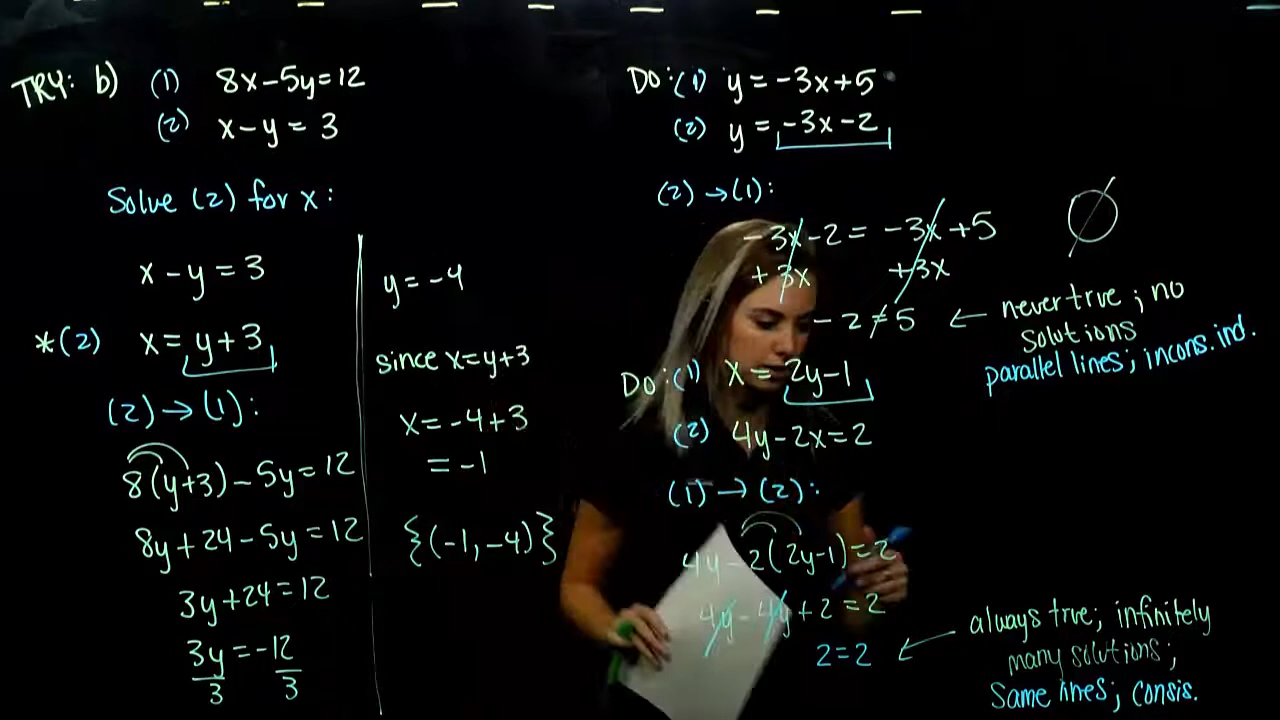 TRY: b) (1) 8x-5y=12
(2) x-y=3
Solve (2) for x:
x-y=3
*(2) x=y+3
(2)→(1):
8(y+3)-5y=12
8y+24-5y=12
3y+24=12
3y=-12
3 3
y=-4
since x=y+3
x=-4+3
=-1
{(-1,-4)}
Do: (1) y=-3x+5
(2) y=-3x-2
(2)→(1):
-3x-2=-3x+5
+3x +3x
-2≠5 ← never true; no
solutions
parallel lines; incons. ind.
∅
Do: (1) x=2y-1
(2) 4y-2x=2
(1)→(2):
4y-2(2y-1)=2
4y-4y+2=2
2=2 ← always true; infinitely
many solutions;
Same lines; consis.